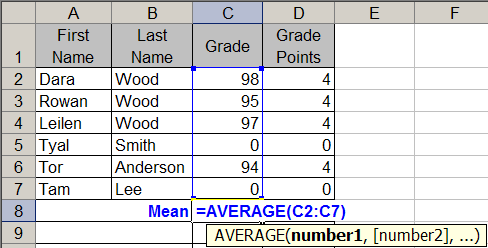 A B C D E F
1 First Name Last Name Grade Grade Points
2 Dara Wood 98 4
3 Rowan Wood 95 4
4 Leilen Wood 97 4
5 Tyal Smith 0 0
6 Tor Anderson 94 4
7 Tam Lee 0 0
8 Mean =AVERAGE(C2:C7)
9 AVERAGE(number1, [number2], ...)